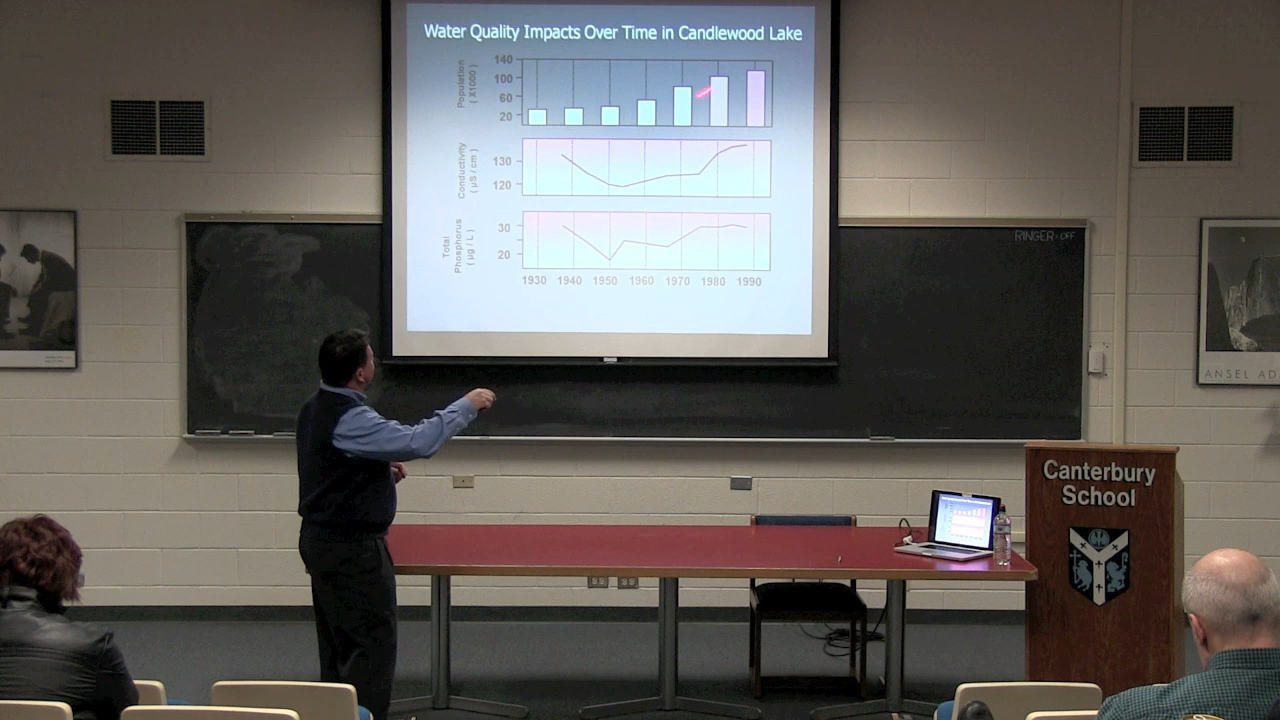 Water Quality Impacts Over Time in Candlewood Lake
Population
( X1000 )
140
100
60
20
Conductivity
( µS / cm )
130
120
Total
Phosphorus
( µg / L )
30
20
1930 1940 1950 1960 1970 1980 1990
RINGER-OFF
ANSEL AD
Canterbury
School